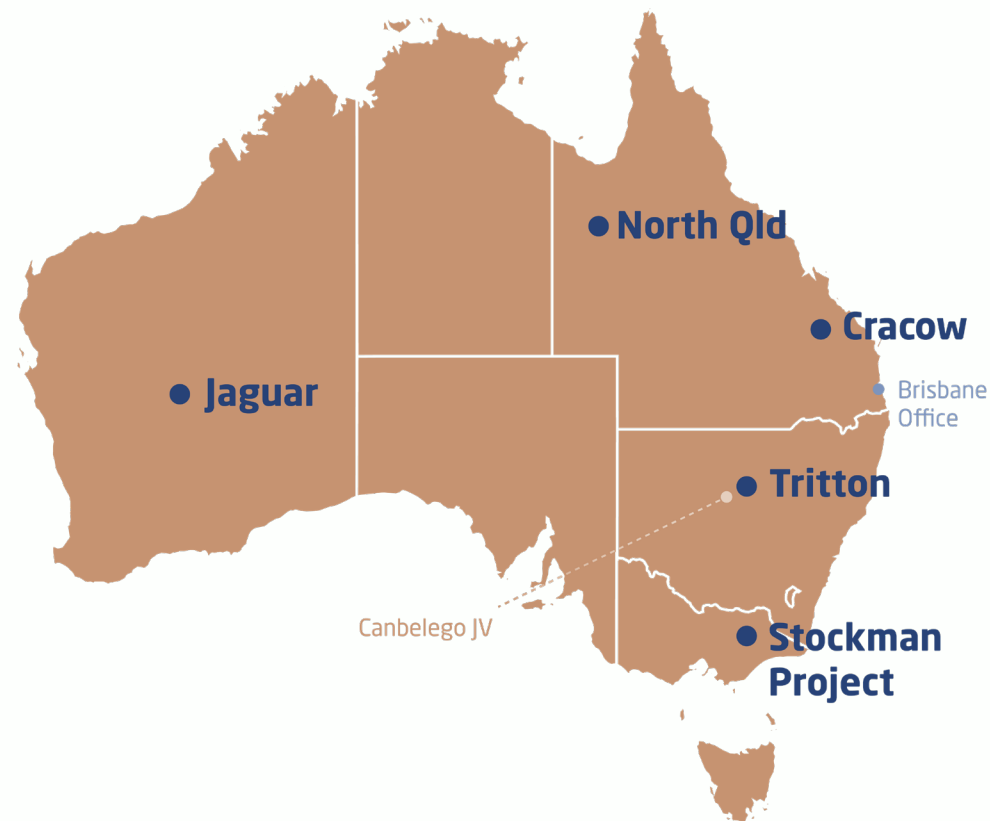 North Qld
Cracow
Jaguar
Brisbane
Office
Tritton
Canbelego JV
Stockman
Project